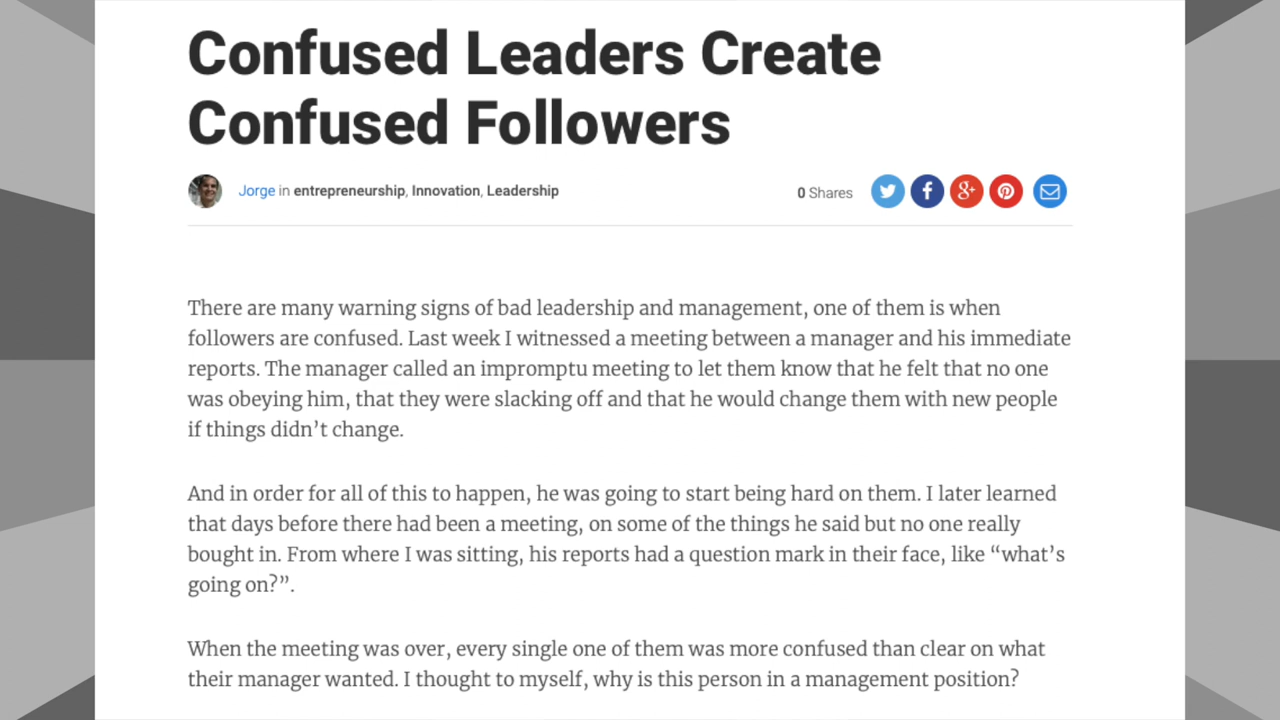 Confused Leaders Create
Confused Followers
Jorge in entrepreneurship, Innovation, Leadership
0 Shares
There are many warning signs of bad leadership and management, one of them is when
followers are confused. Last week I witnessed a meeting between a manager and his immediate
reports. The manager called an impromptu meeting to let them know that he felt that no one
was obeying him, that they were slacking off and that he would change them with new people
if things didn’t change.
And in order for all of this to happen, he was going to start being hard on them. I later learned
that days before there had been a meeting, on some of the things he said but no one really
bought in. From where I was sitting, his reports had a question mark in their face, like “what’s
going on?”.
When the meeting was over, every single one of them was more confused than clear on what
their manager wanted. I thought to myself, why is this person in a management position?